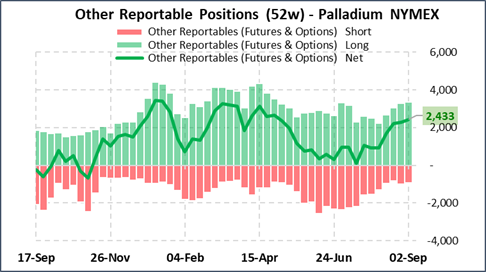 Other Reportable Positions (52w) - Palladium NYMEX
Other Reportables (Futures & Options) Short
Other Reportables (Futures & Options) Long
Other Reportables (Futures & Options) Net
6,000
4,000
2,433
2,000
-
-2,000
-4,000
17-Sep 26-Nov 04-Feb 15-Apr 24-Jun 02-Sep